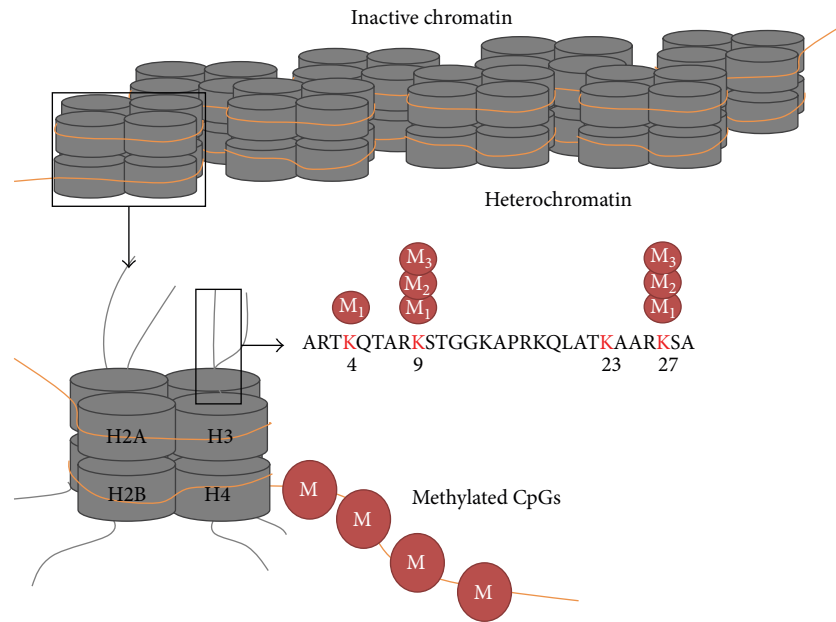 Inactive chromatin
Heterochromatin
M3 M3
M2 M2
M1 M1 M1
ARTKQTARKSTGGKAPRKQLATKAARKSA
4 9 23 27
H2A H3
H2B H4
M
Methylated CpGs
M
M
M